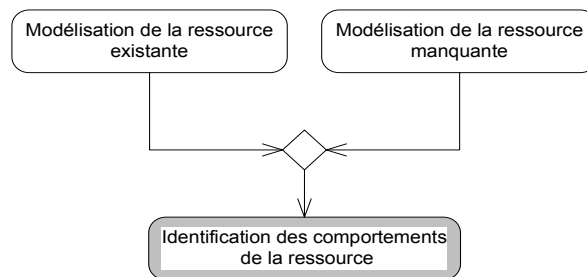 Modélisation de la ressource
existante
Modélisation de la ressource
manquante
Identification des comportements
de la ressource